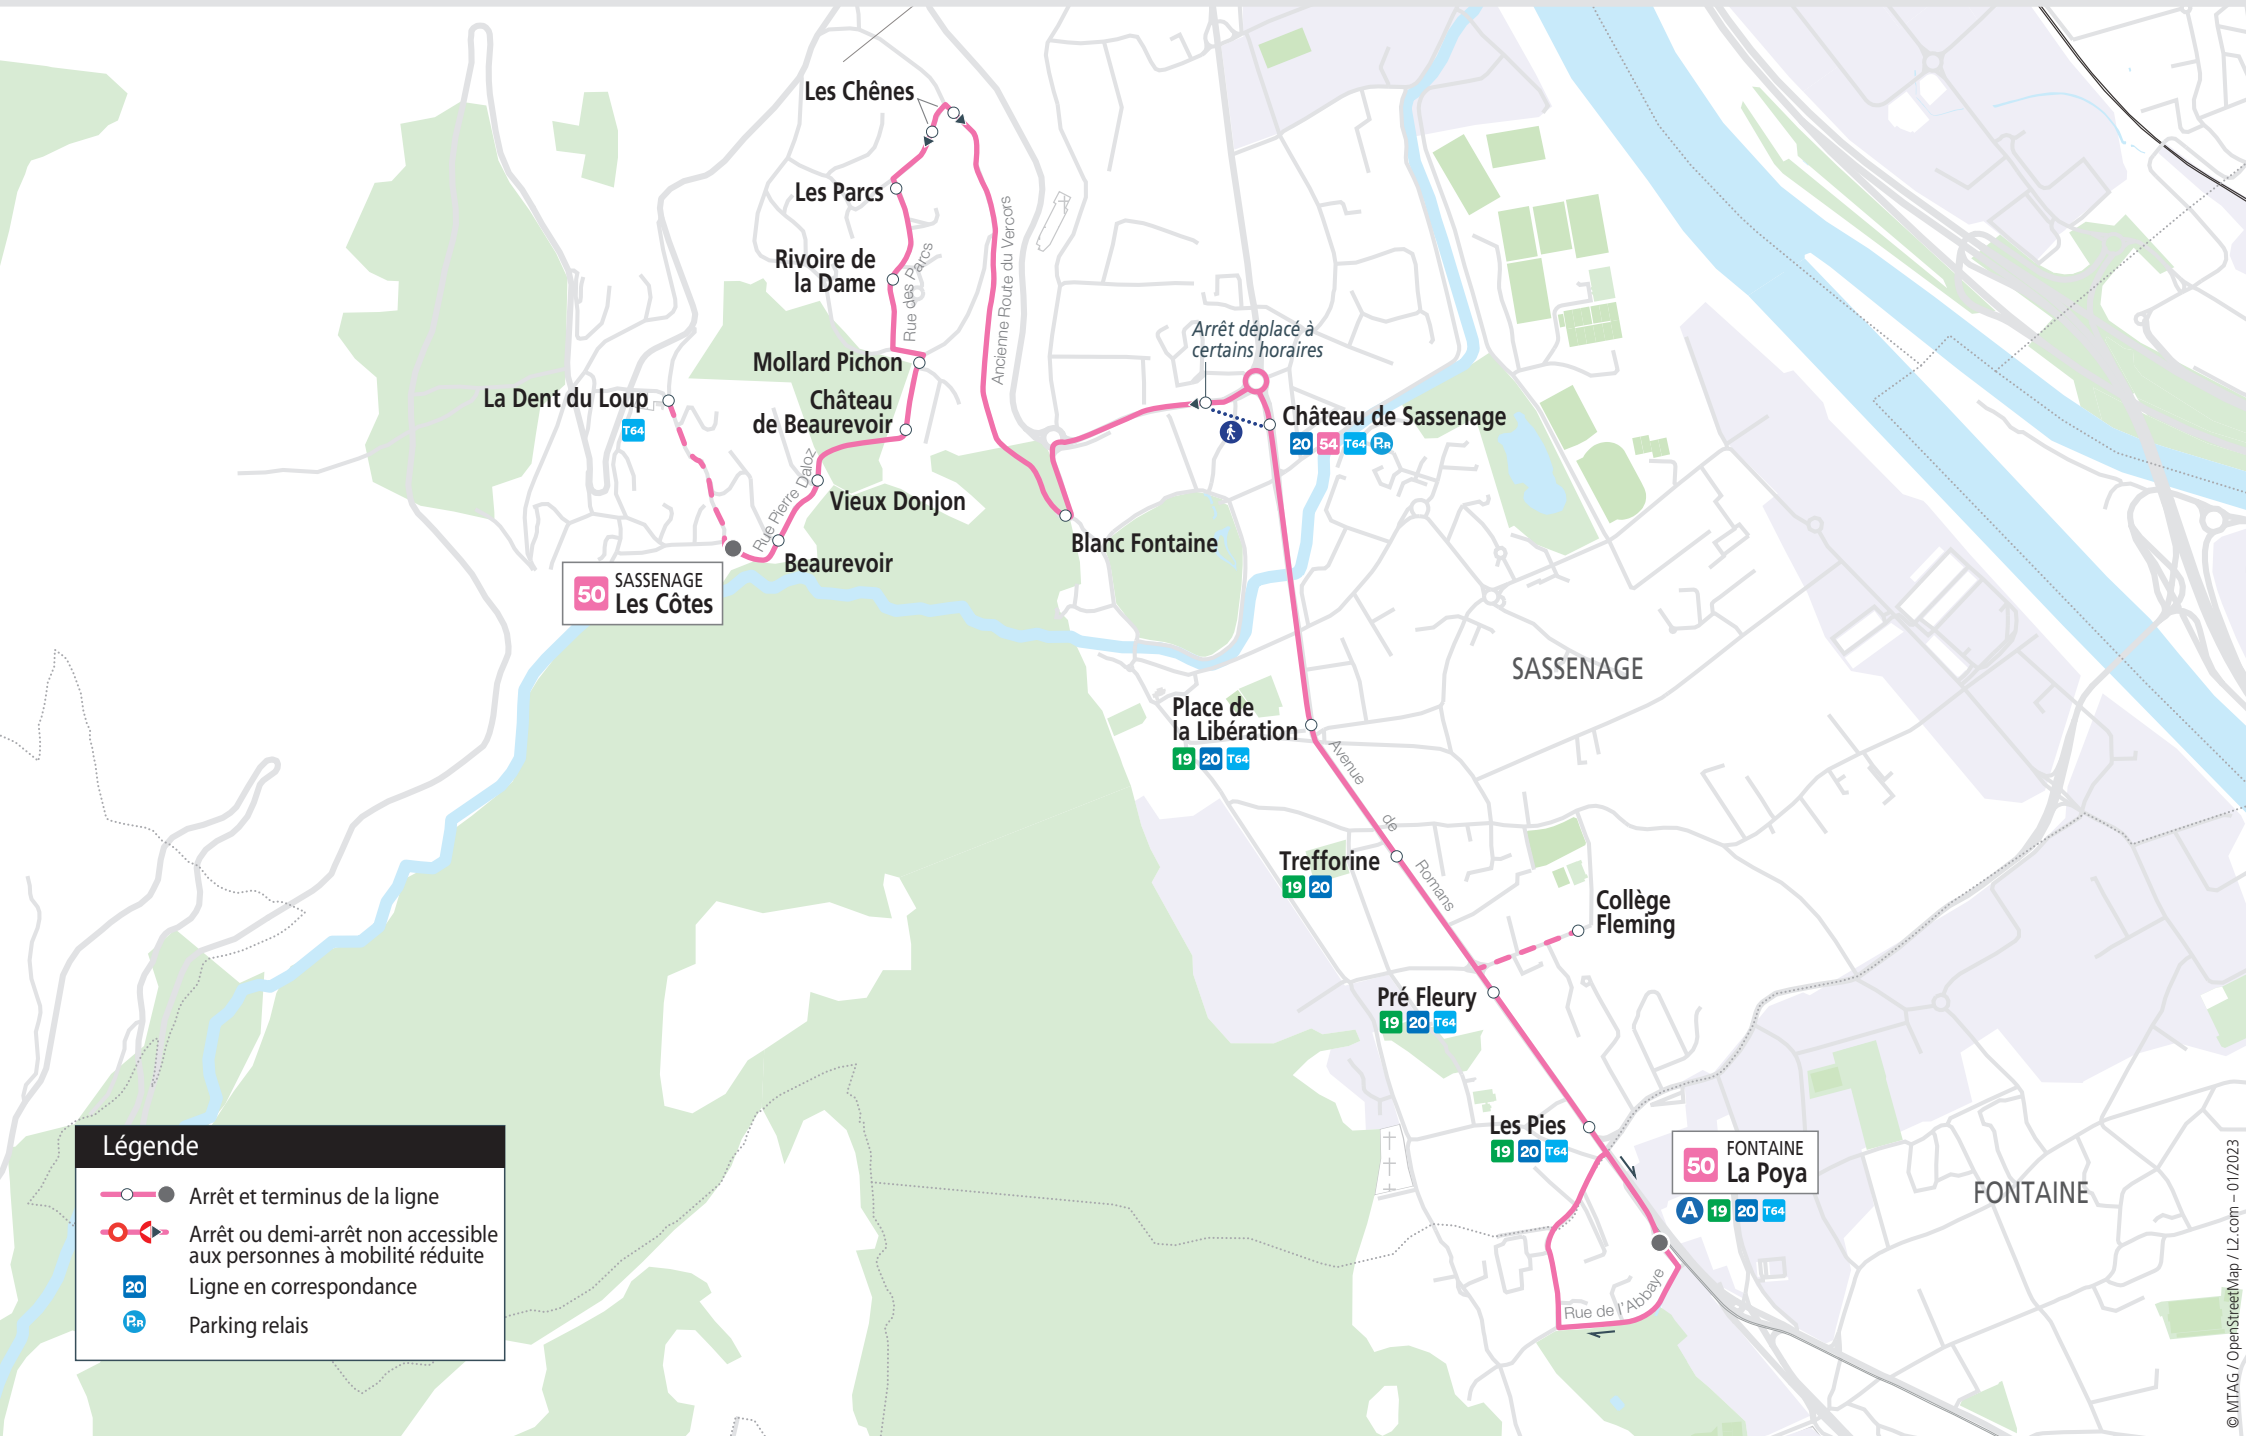 Les Chênes
Les Parcs
Rivoire de
la Dame
Rue des Parcs
Ancienne Route du Vercors
Mollard Pichon
Château
de Beaurevoir
La Dent du Loup
T64
Rue Pierre Daloz
Vieux Donjon
Beaurevoir
50 SASSENAGE
Les Côtes
Blanc Fontaine
Arrêt déplacé à
certains horaires
Château de Sassenage
20 54 T64 P+R
SASSENAGE
Place de
la Libération
19 20 T64
Avenue de Romans
Trefforine
19 20
Collège
Fleming
Pré Fleury
19 20 T64
Les Pies
19 20 T64
50 FONTAINE
La Poya
A 19 20 T64
FONTAINE
Rue de l'Abbaye
Légende
Arrêt et terminus de la ligne
Arrêt ou demi-arrêt non accessible
aux personnes à mobilité réduite
20 Ligne en correspondance
P+R Parking relais
© MTAG / OpenStreetMap / L2.com – 01/2023